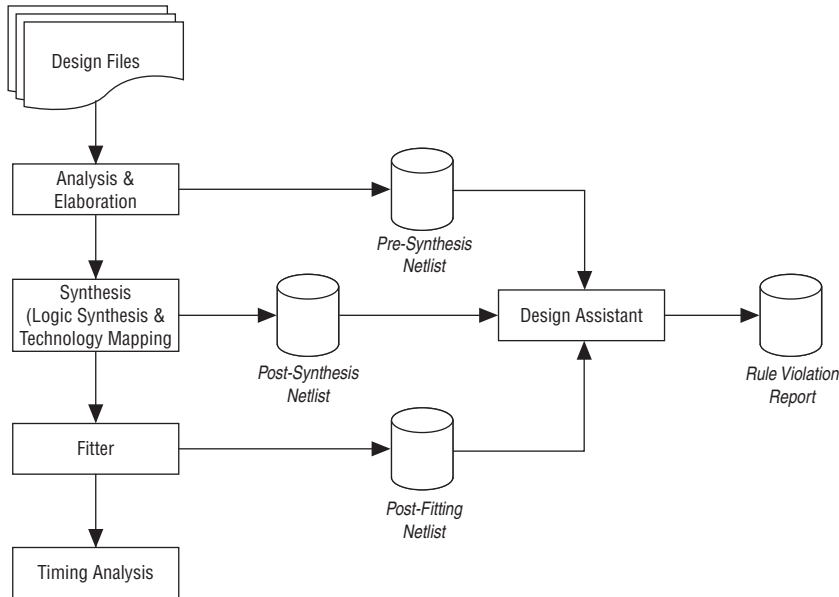 Design Files
Analysis &
Elaboration
Pre-Synthesis
Netlist
Synthesis
(Logic Synthesis &
Technology Mapping
Post-Synthesis
Netlist
Design Assistant
Rule Violation
Report
Fitter
Post-Fitting
Netlist
Timing Analysis